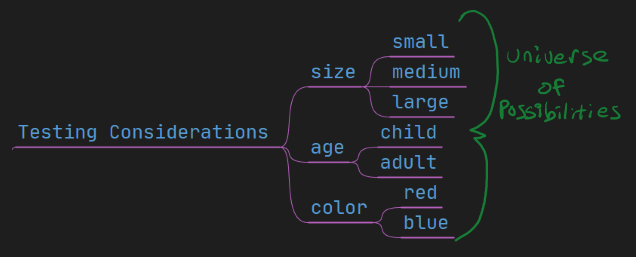 Testing Considerations
size
small
medium
large
age
child
adult
color
red
blue
universe
of
Possibilities